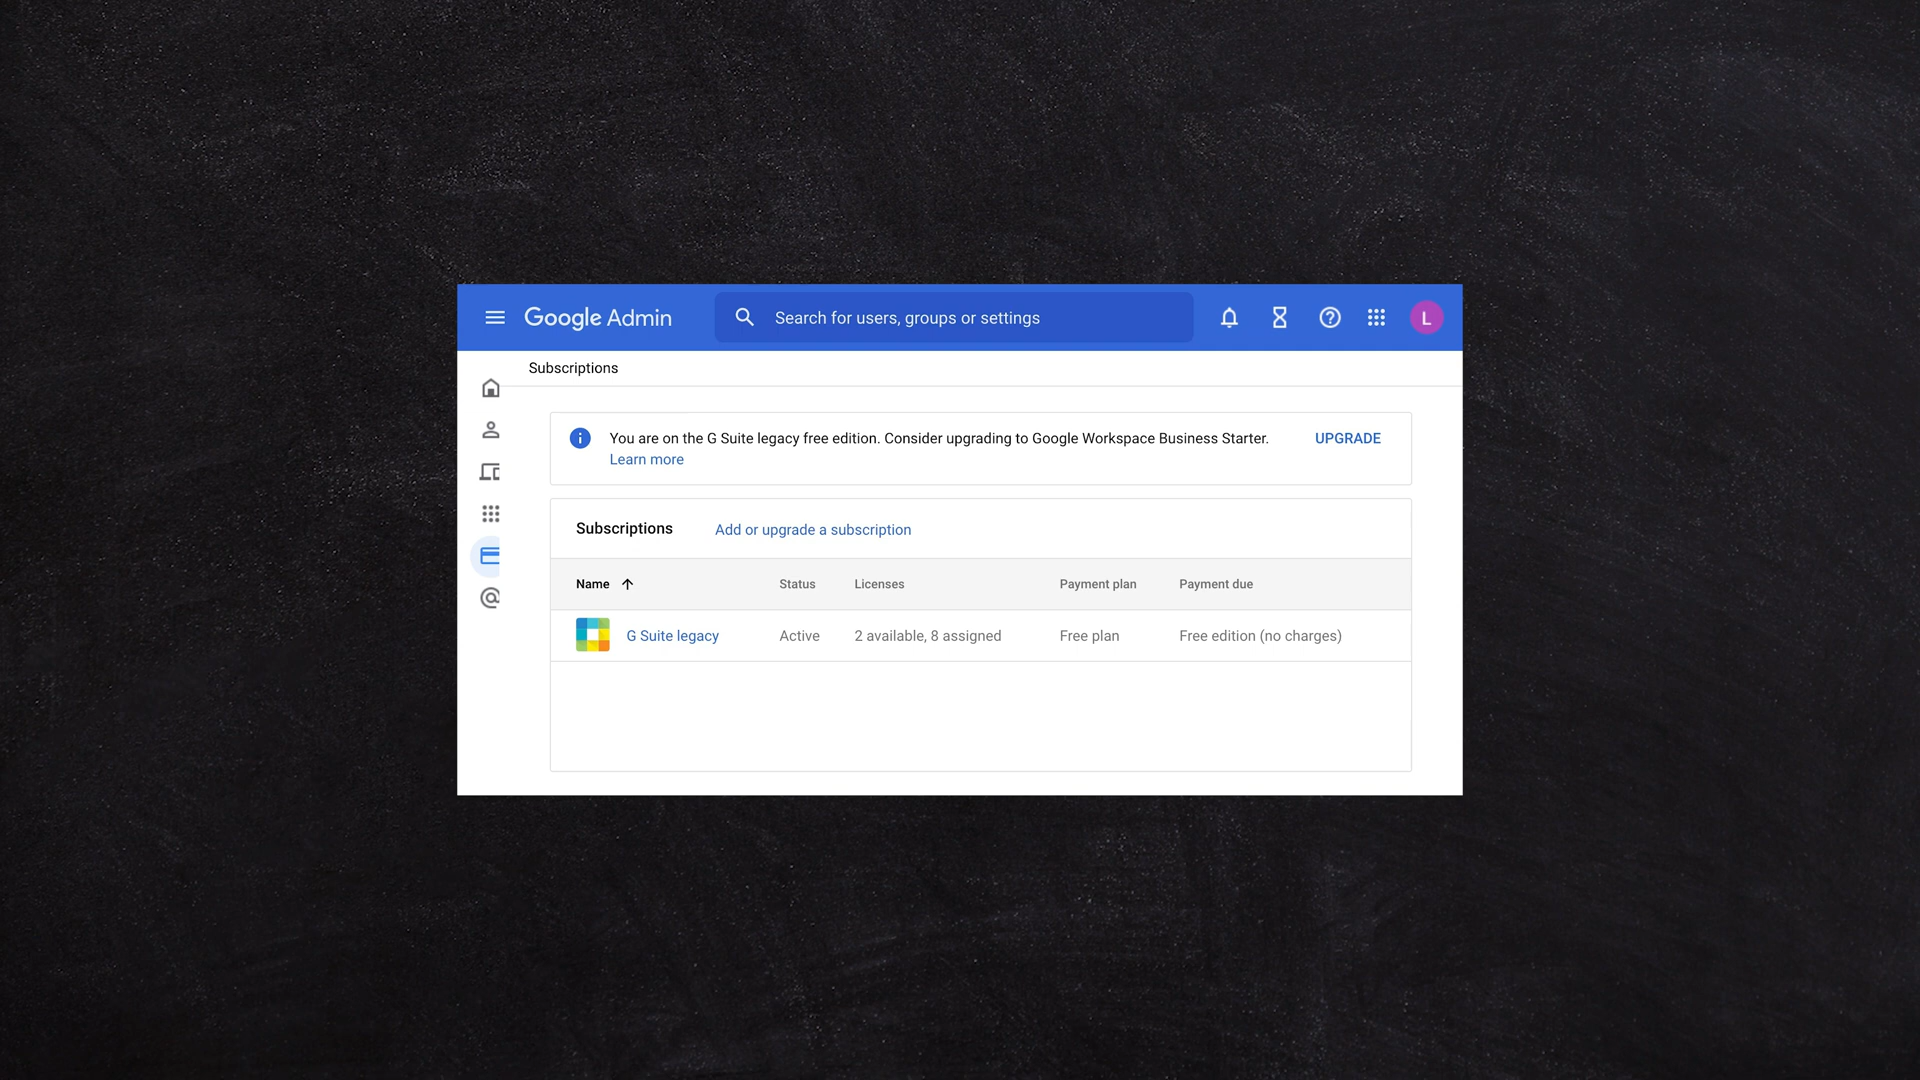 Google Admin
Search for users, groups or settings
L
Subscriptions
You are on the G Suite legacy free edition. Consider upgrading to Google Workspace Business Starter.
UPGRADE
Learn more
Subscriptions
Add or upgrade a subscription
Name Status Licenses Payment plan Payment due
G Suite legacy Active 2 available, 8 assigned Free plan Free edition (no charges)